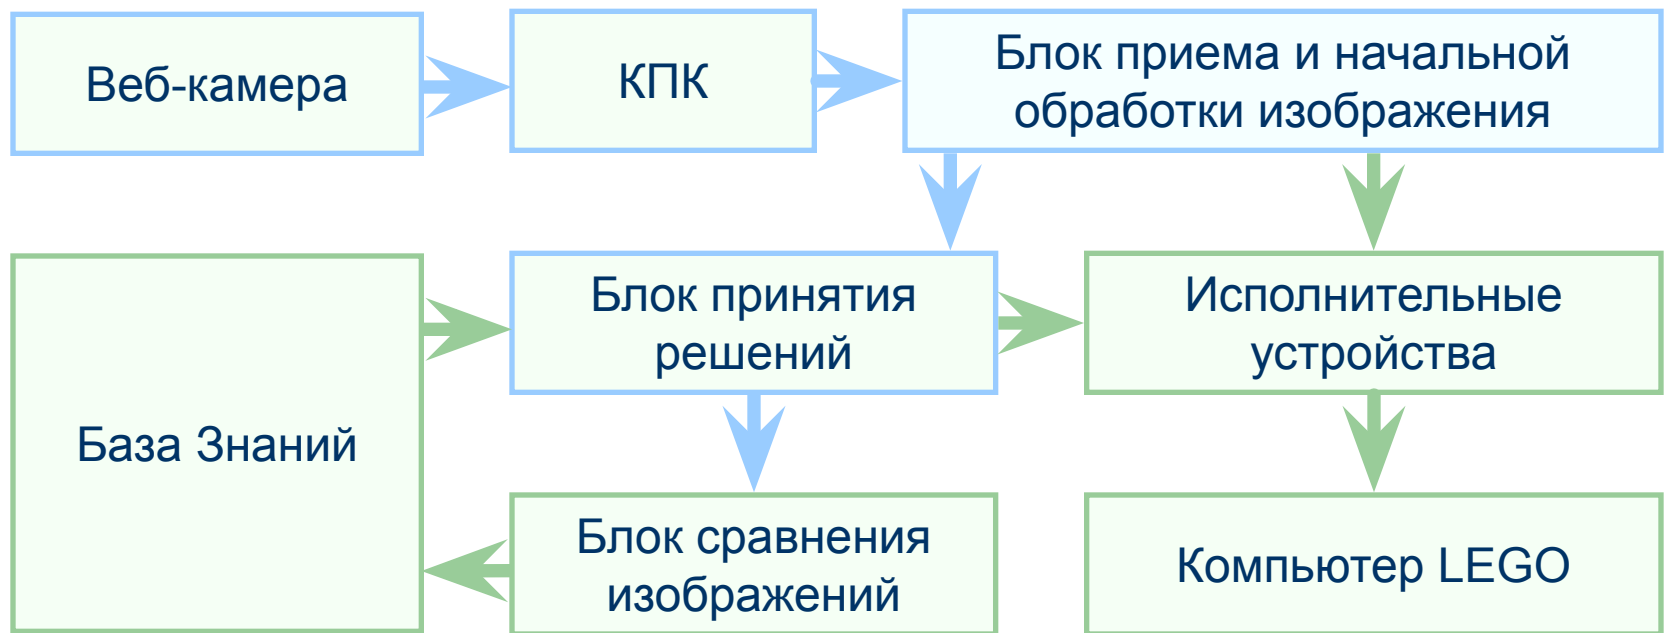 Веб-камера
КПК
Блок приема и начальной
обработки изображения
База Знаний
Блок принятия
решений
Исполнительные
устройства
Блок сравнения
изображений
Компьютер LEGO